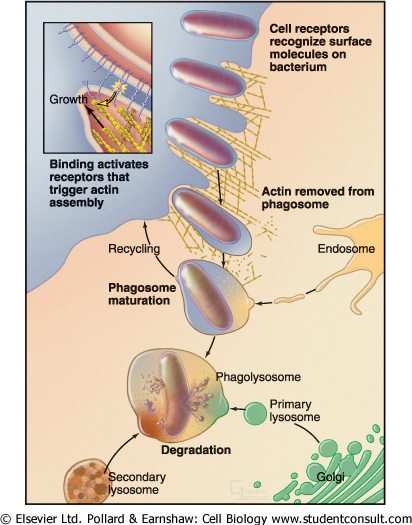 Cell receptors
recognize surface
molecules on
bacterium
Growth
Binding activates
receptors that
trigger actin
assembly
Actin removed from
phagosome
Recycling
Endosome
Phagosome
maturation
Phagolysosome
Primary
lysosome
Degradation
Secondary
lysosome
Golgi
© Elsevier Ltd. Pollard & Earnshaw: Cell Biology www.studentconsult.com